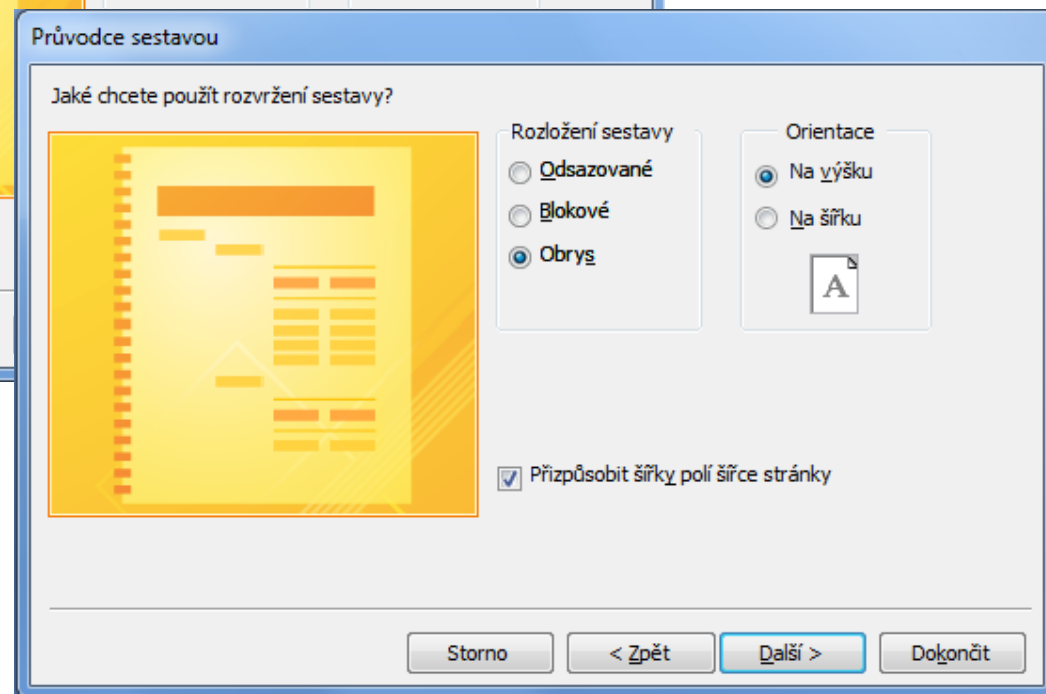 Průvodce sestavou
Jaké chcete použít rozvržení sestavy?
Rozložení sestavy
Odsazované
Blokové
Obrys
Orientace
Na výšku
Na šířku
A
Přizpůsobit šířky polí šířce stránky
Storno
< Zpět
Další >
Dokončit